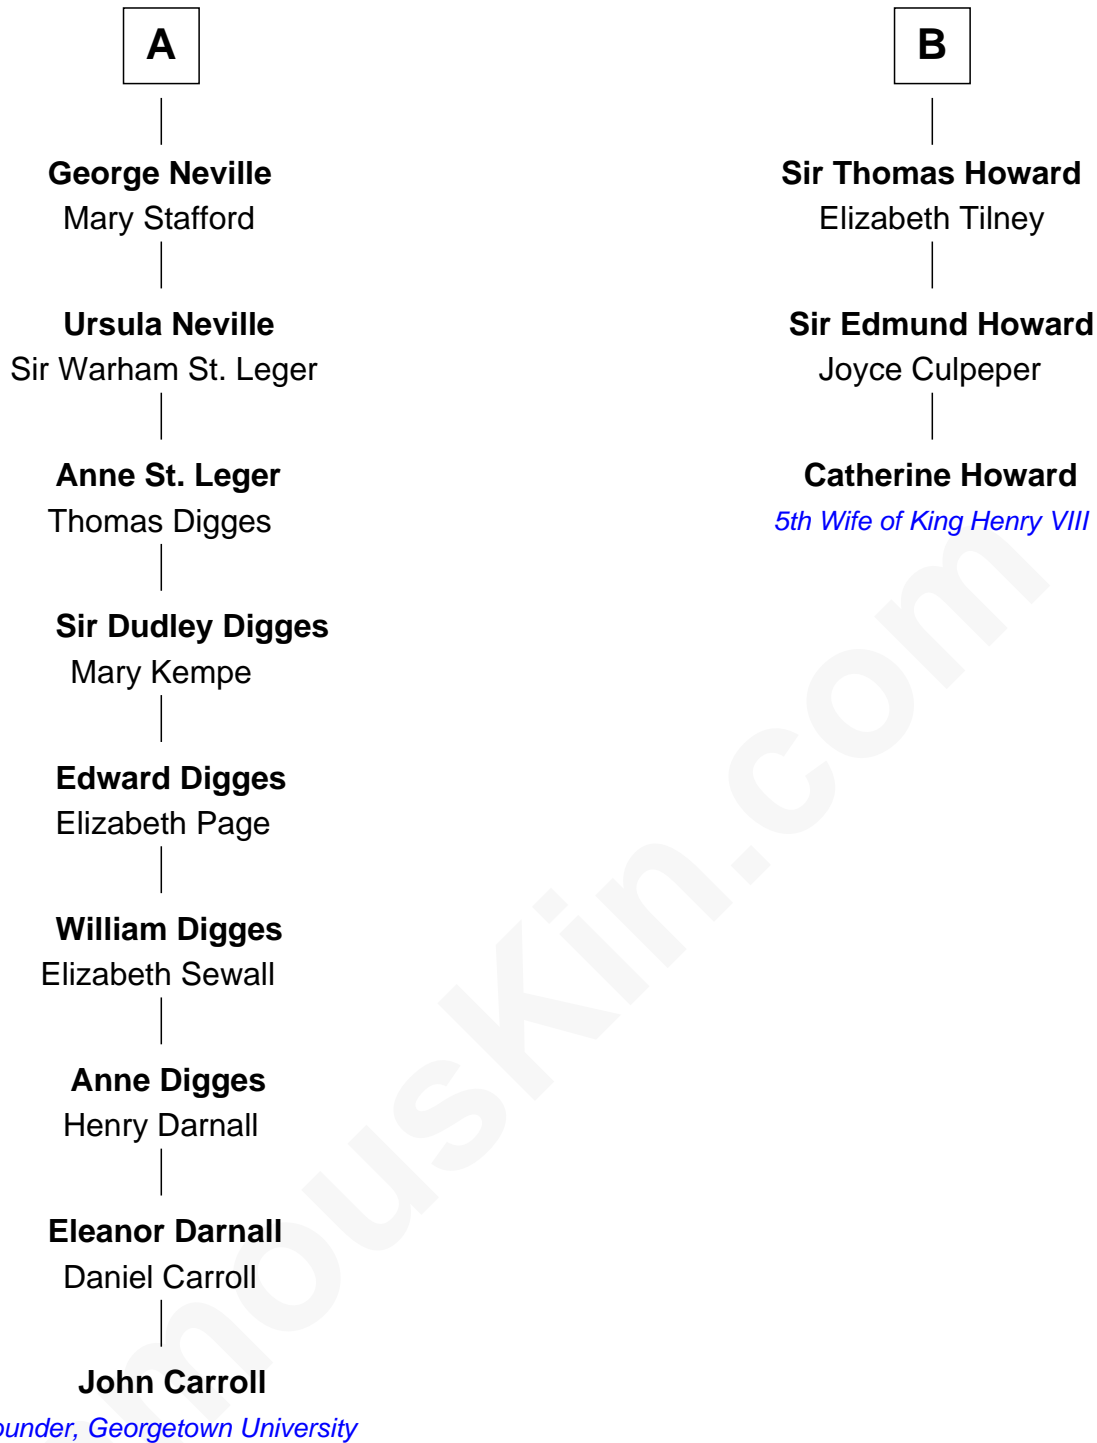 A
George Neville
Mary Stafford
Ursula Neville
Sir Warham St. Leger
Anne St. Leger
Thomas Digges
Sir Dudley Digges
Mary Kempe
Edward Digges
Elizabeth Page
William Digges
Elizabeth Sewall
Anne Digges
Henry Darnall
Eleanor Darnall
Daniel Carroll
John Carroll
ounder, Georgetown University
B
Sir Thomas Howard
Elizabeth Tilney
Sir Edmund Howard
Joyce Culpeper
Catherine Howard
5th Wife of King Henry VIII
mouskin.com